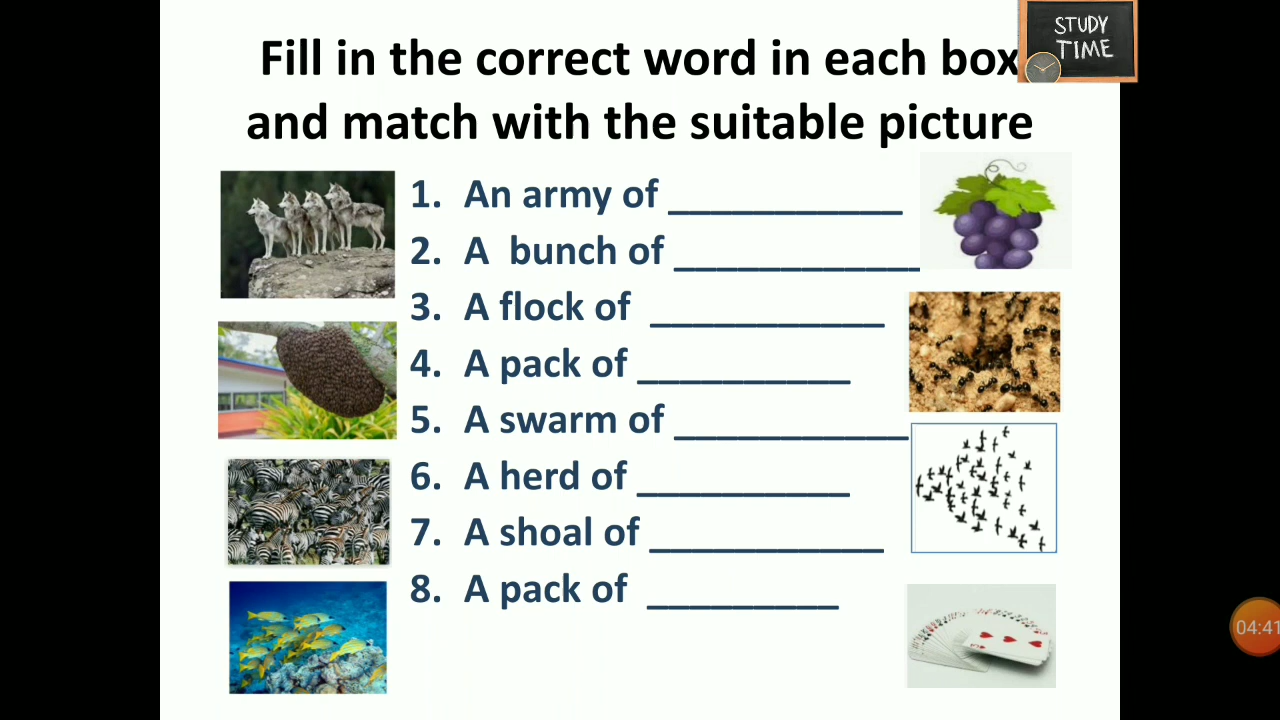 Fill in the correct word in each box
and match with the suitable picture
STUDY
TIME
1. An army of ___________
2. A bunch of ____________
3. A flock of ___________
4. A pack of __________
5. A swarm of ___________
6. A herd of __________
7. A shoal of ___________
8. A pack of _________
04:41